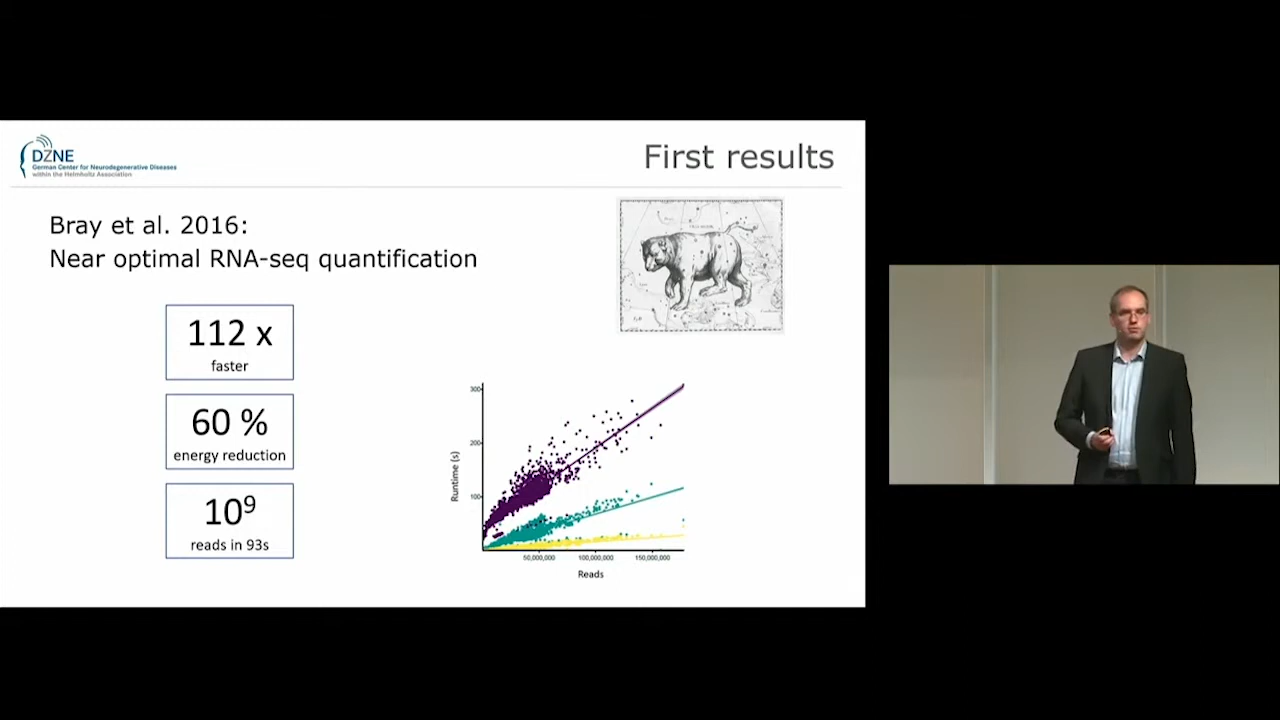 DZNE
German Center for Neurodegenerative Diseases
within the Helmholtz Association
First results
Bray et al. 2016:
Near optimal RNA-seq quantification
112 x
faster
60 %
energy reduction
10⁹
reads in 93s
300
200
100
Runtime (s)
50,000,000
100,000,000
150,000,000
Reads